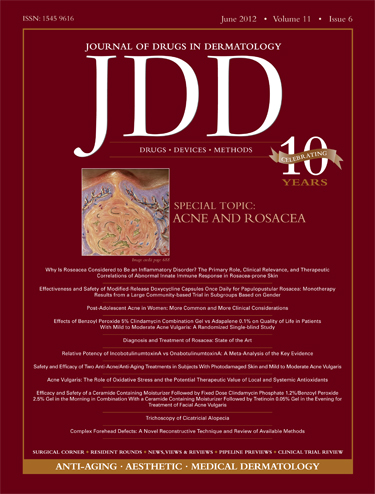 ISSN: 1545 9616
June 2012 • Volume 11 • Issue 6
JOURNAL OF DRUGS IN DERMATOLOGY
JDD
DRUGS • DEVICES • METHODS
CELEBRATING
10
YEARS
SPECIAL TOPIC:
ACNE AND ROSACEA
Why Is Roseacea Considered to Be an Inflammatory Disorder? The Primary Role, Clinical Relevance, and Therapeutic
Correlations of Abnormal Innate Immune Response in Rosacea-prone Skin
Effectiveness and Safety of Modified-Release Doxycycline Capsules Once Daily for Papulopustular Rosacea: Monotherapy
Results from a Large Community-based Trial in Subgroups Based on Gender
Post-Adolescent Acne in Women: More Common and More Clinical Considerations
Effects of Benzoyl Peroxide 5% Clindamycin Combination Gel vs Adapalene 0.1% on Quality of Life in Patients
With Mild to Moderate Acne Vulgaris: A Randomized Single-blind Study
Diagnosis and Treatment of Rosacea: State of the Art
Relative Potency of IncobotulinumtoxinA vs OnabotulinumtoxinA: A Meta-Analysis of the Key Evidence
Safety and Efficacy of Two Anti-Acne/Anti-Aging Treatments in Subjects With Photodamaged Skin and Mild to Moderate Acne Vulgaris
Acne Vulgaris: The Role of Oxidative Stress and the Potential Therapeutic Value of Local and Systemic Antioxidants
Efficacy and Safety of a Ceramide Containing Moisturizer Followed by Fixed Dose Clindamycin Phosphate 1.2%/Benzoyl Peroxide
2.5% Gel in the Morning in Combination With a Ceramide Containing Moisturizer Followed by Tretinoin 0.05% Gel in the Evening for
Treatment of Facial Acne Vulgaris
Trichoscopy of Cicatricial Alopecia
Complex Forehead Defects: A Novel Reconstructive Technique and Review of Available Methods
SURGICAL CORNER • RESIDENT ROUNDS • NEWS, VIEWS & REVIEWS • PIPELINE PREVIEWS • CLINICAL TRIAL REVIEW
ANTI-AGING • AESTHETIC • MEDICAL DERMATOLOGY